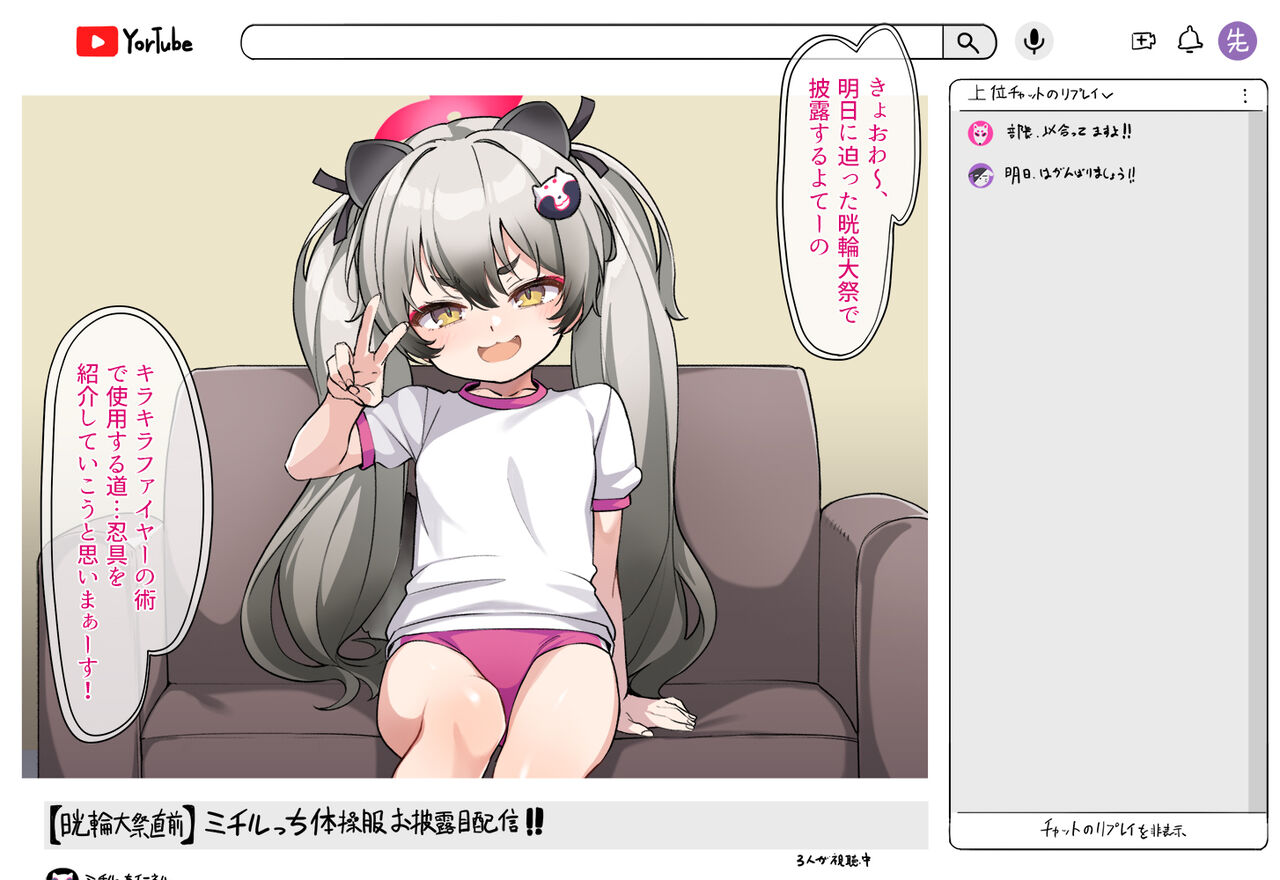 YorTube
先
上位チャットのリプレイ
部長、似合ってますよ!!
明日、はがんばりましょう!!
きょおわ～、
明日に迫った晄輪大祭で
披露するよてーの
キラキラファイヤーの術
で使用する道…忍具を
紹介していこうと思いまぁーす！
【晄輪大祭直前】ミチルっち体操服お披露目配信!!
3人が視聴中
チャットのリプレイを非表示